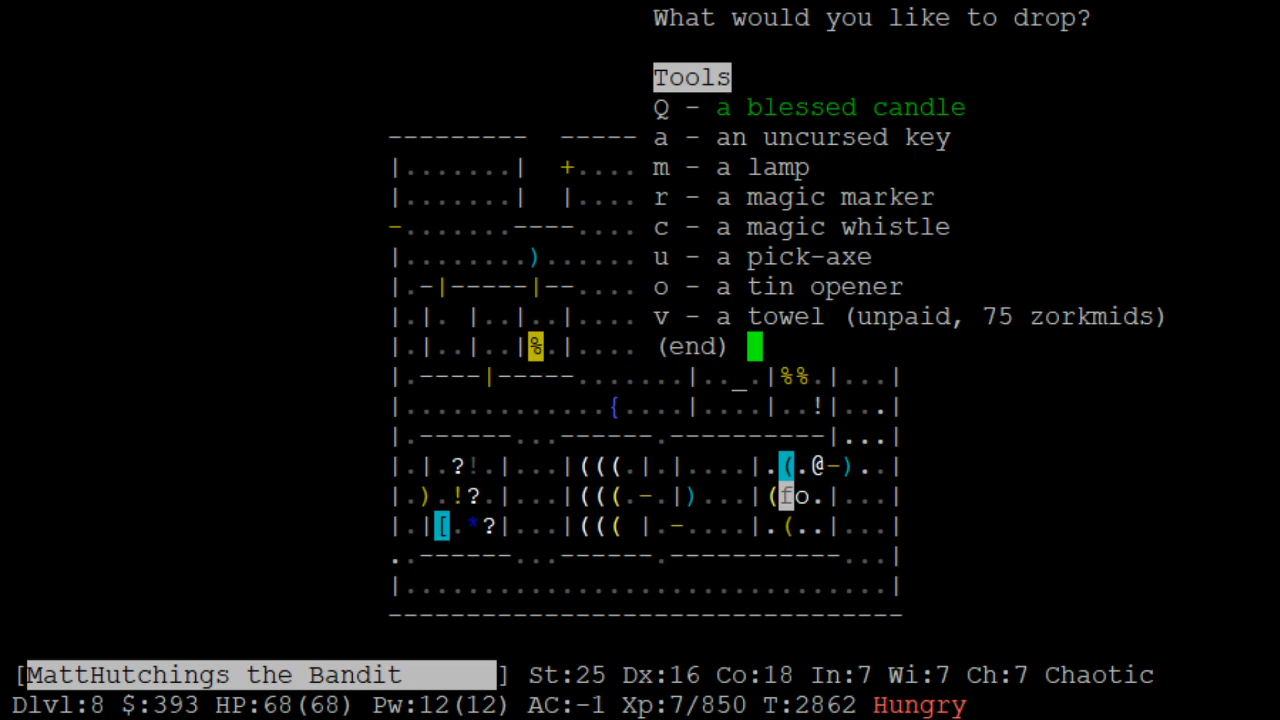 What would you like to drop?
Tools
Q - a blessed candle
a - an uncursed key
m - a lamp
r - a magic marker
c - a magic whistle
u - a pick-axe
o - a tin opener
v - a towel (unpaid, 75 zorkmids)
(end)
---------  -----
|.......|  +....
|.......|  |....
-.......----....
|........)......
|.-|-----|--....
|.|. |..|..|....
|.|..|..|%.|....
|.----|-----.......|.._.|%%.|...|
|.............{....|....|..!|...|
|.------...------.----------|...|
|.|.?!.|...|(((.|.|....|.(.@-)..|
|.).!?.|...|(((.-.|)...|(fo.|...|
|.|[.*?|...|((( |.-....|.(..|...|
..------...------.-----------...|
|...............................|
---------------------------------
[MattHutchings the Bandit      ] St:25 Dx:16 Co:18 In:7 Wi:7 Ch:7 Chaotic
Dlvl:8 $:393 HP:68(68) Pw:12(12) AC:-1 Xp:7/850 T:2862 Hungry